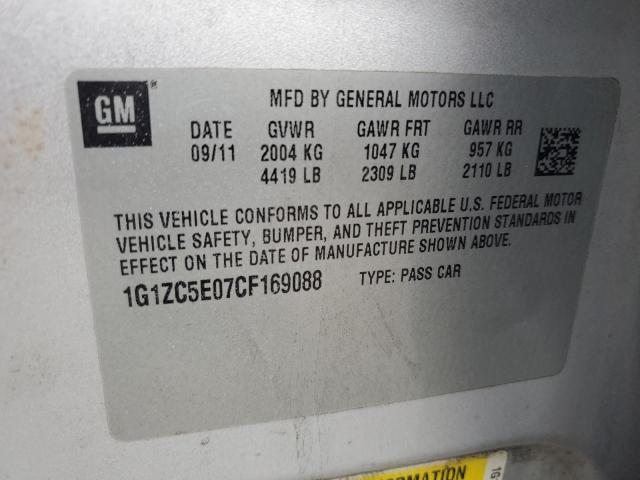 GM
MFD BY GENERAL MOTORS LLC
DATE GVWR GAWR FRT GAWR RR
09/11 2004 KG 1047 KG 957 KG
4419 LB 2309 LB 2110 LB
THIS VEHICLE CONFORMS TO ALL APPLICABLE U.S. FEDERAL MOTOR
VEHICLE SAFETY, BUMPER, AND THEFT PREVENTION STANDARDS IN
EFFECT ON THE DATE OF MANUFACTURE SHOWN ABOVE.
1G1ZC5E07CF169088 TYPE: PASS CAR